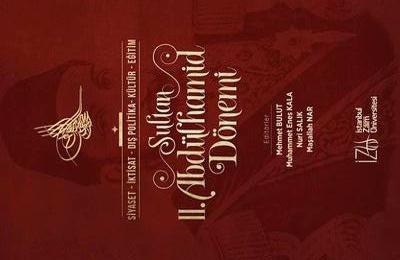 SİYASET - İKTİSAT - DIŞ POLİTİKA- KÜLTÜR - EĞİTİM
Sultan
II. Abdülhamid
Dönemi
Editörler
Mehmet BULUT
Muhammet Enes KALA
Nuri SALIK
Maşallah NAR
İZÜ
İstanbul
Zaim
Üniversitesi